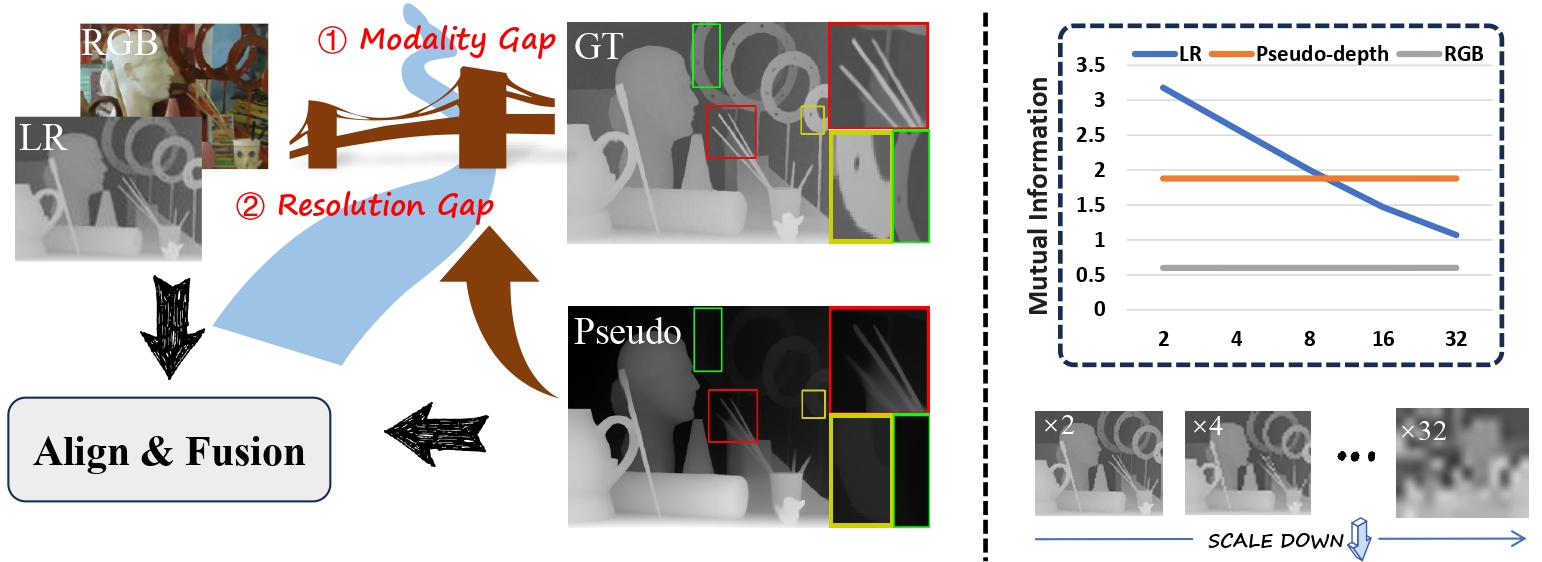 RGB
LR
① Modality Gap
② Resolution Gap
GT
Pseudo
Align & Fusion
LR
Pseudo-depth
RGB
Mutual Information
3.5
3
2.5
2
1.5
1
0.5
0
2 4 8 16 32
×2
×4
×32
SCALE DOWN